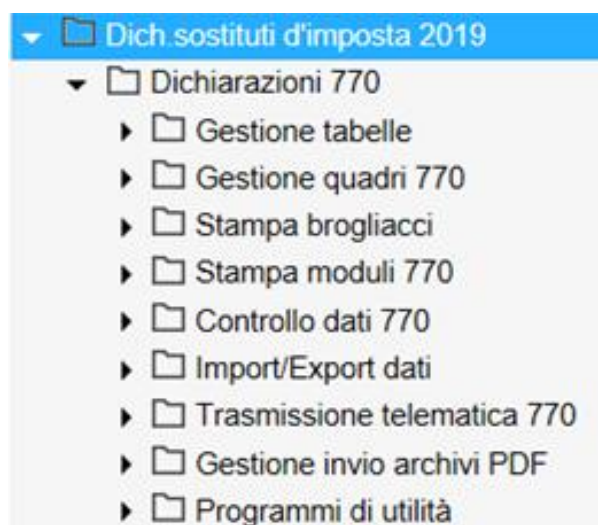 Dich.sostituti d'imposta 2019
Dichiarazioni 770
Gestione tabelle
Gestione quadri 770
Stampa brogliacci
Stampa moduli 770
Controllo dati 770
Import/Export dati
Trasmissione telematica 770
Gestione invio archivi PDF
Programmi di utilità